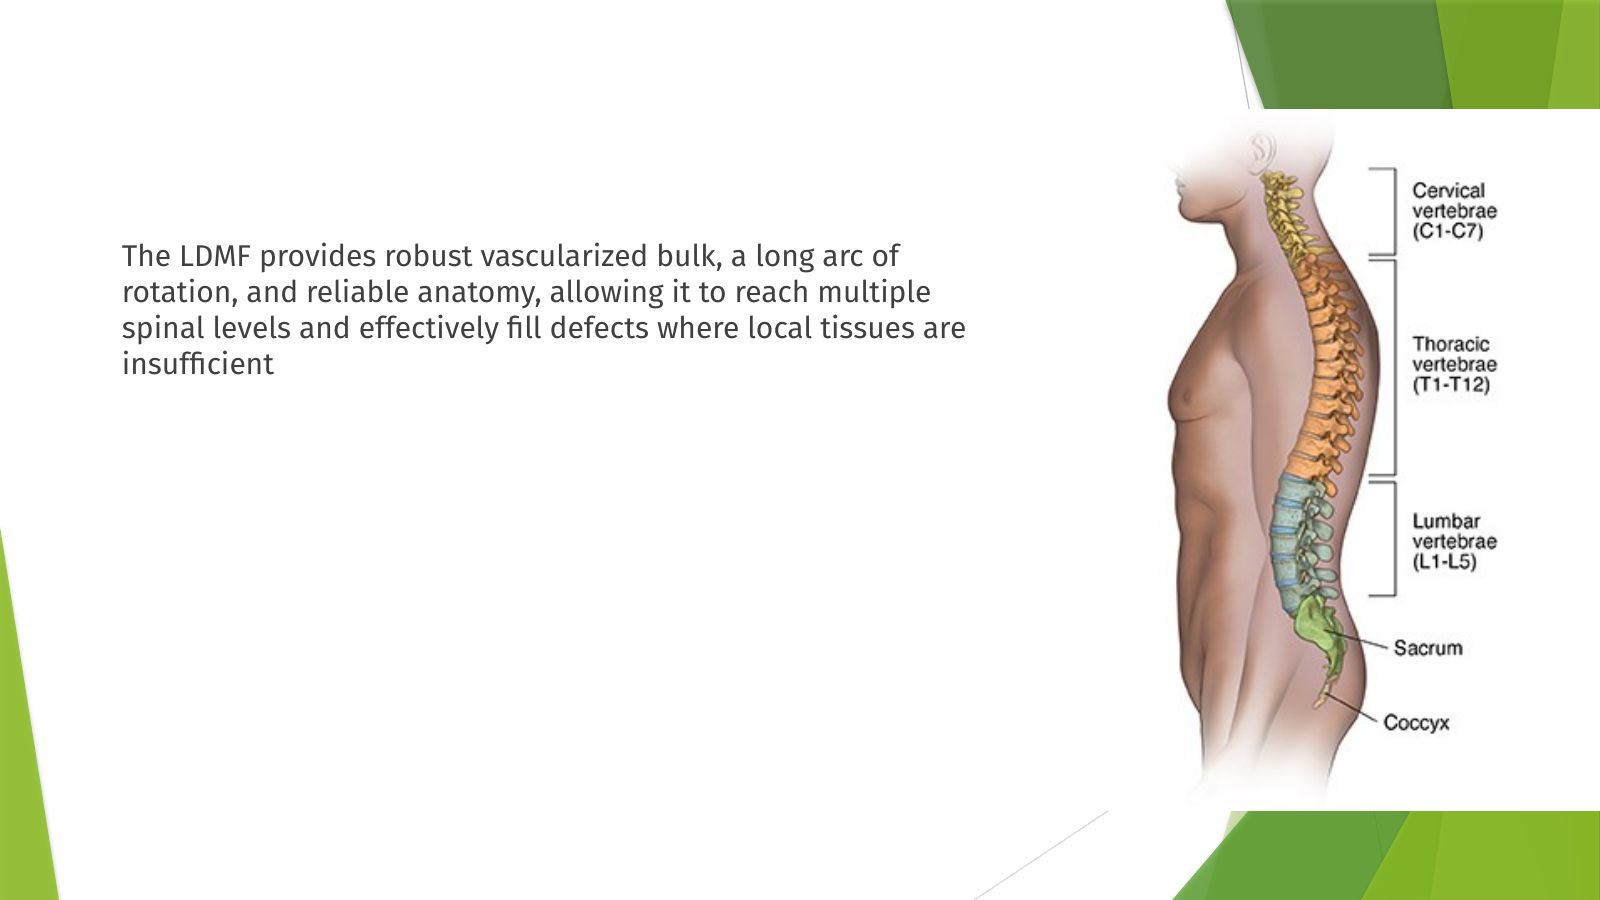 The LDMF provides robust vascularized bulk, a long arc of
rotation, and reliable anatomy, allowing it to reach multiple
spinal levels and effectively fill defects where local tissues are
insufficient
Cervical
vertebrae
(C1-C7)
Thoracic
vertebrae
(T1-T12)
Lumbar
vertebrae
(L1-L5)
Sacrum
Coccyx